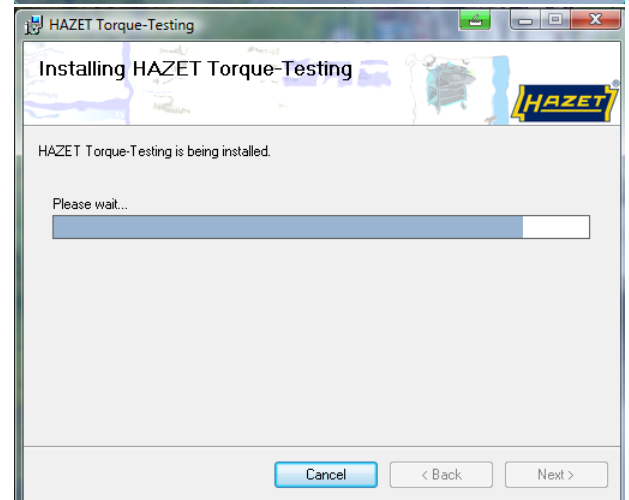 HAZET Torque-Testing
Installing HAZET Torque-Testing
HAZET
®
HAZET Torque-Testing is being installed.
Please wait...
Cancel
< Back
Next >